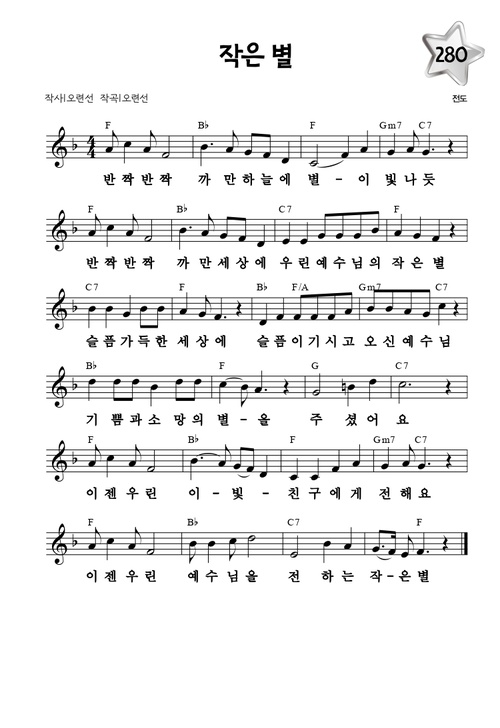 작은 별
280
작사|오련선 작곡|오련선
전도
F B♭ F Gm7 C7
반짝반짝 까만하늘에 별 - 이 빛나듯
F B♭ C7 F
반짝반짝 까만세상에 우린예수님의 작은 별
C7 F B♭ F/A Gm7 C7
슬픔가득한 세상에 슬픔이기시고 오신예수님
B♭ F G C7
기 쁨과소 망의 별 - 을 주 셨어 요
F B♭ F Gm7 C7
이젠우린 이 - 빛 - 친구에게 전해요
F B♭ C7 F
이젠우린 예수님을 전 하는 작 - 은별